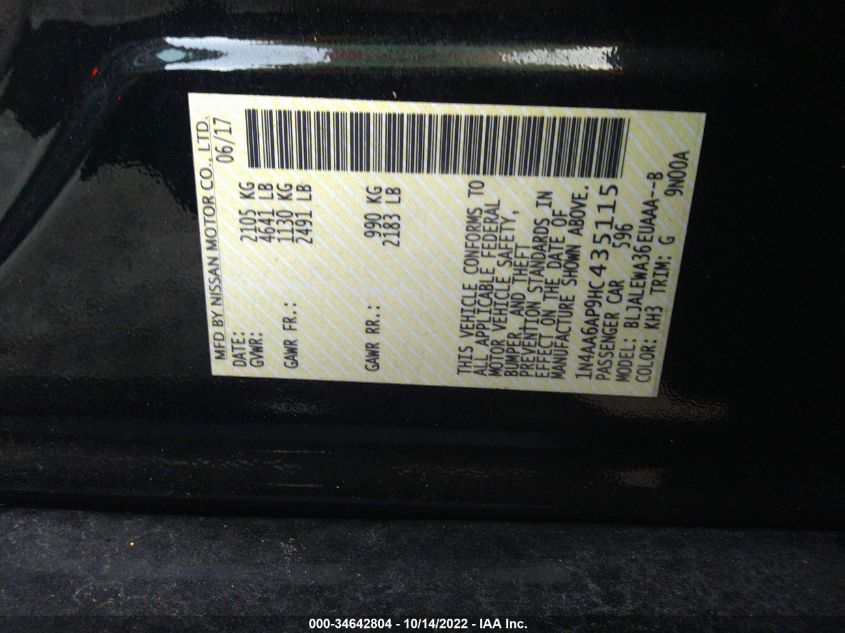 MFD BY NISSAN MOTOR CO., LTD.
DATE: 06/17
GVWR: 2105 KG
4641 LB
GAWR FR.: 1130 KG
2491 LB
GAWR RR.: 990 KG
2183 LB
THIS VEHICLE CONFORMS TO
ALL APPLICABLE FEDERAL
MOTOR VEHICLE SAFETY,
BUMPER, AND THEFT
PREVENTION STANDARDS IN
EFFECT ON THE DATE OF
MANUFACTURE SHOWN ABOVE.
1N4AA6AP9HC435115
PASSENGER CAR 596
MODEL: BLJALEWA36EUAAA--B
COLOR: KH3 TRIM: G 9N00A
000-34642804 - 10/14/2022 - IAA Inc.